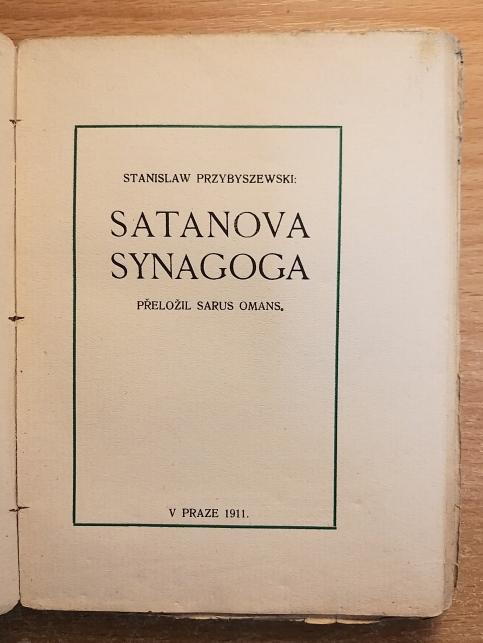 STANISLAW PRZYBYSZEWSKI:
SATANOVA
SYNAGOGA
PŘELOŽIL SARUS OMANS.
V PRAZE 1911.